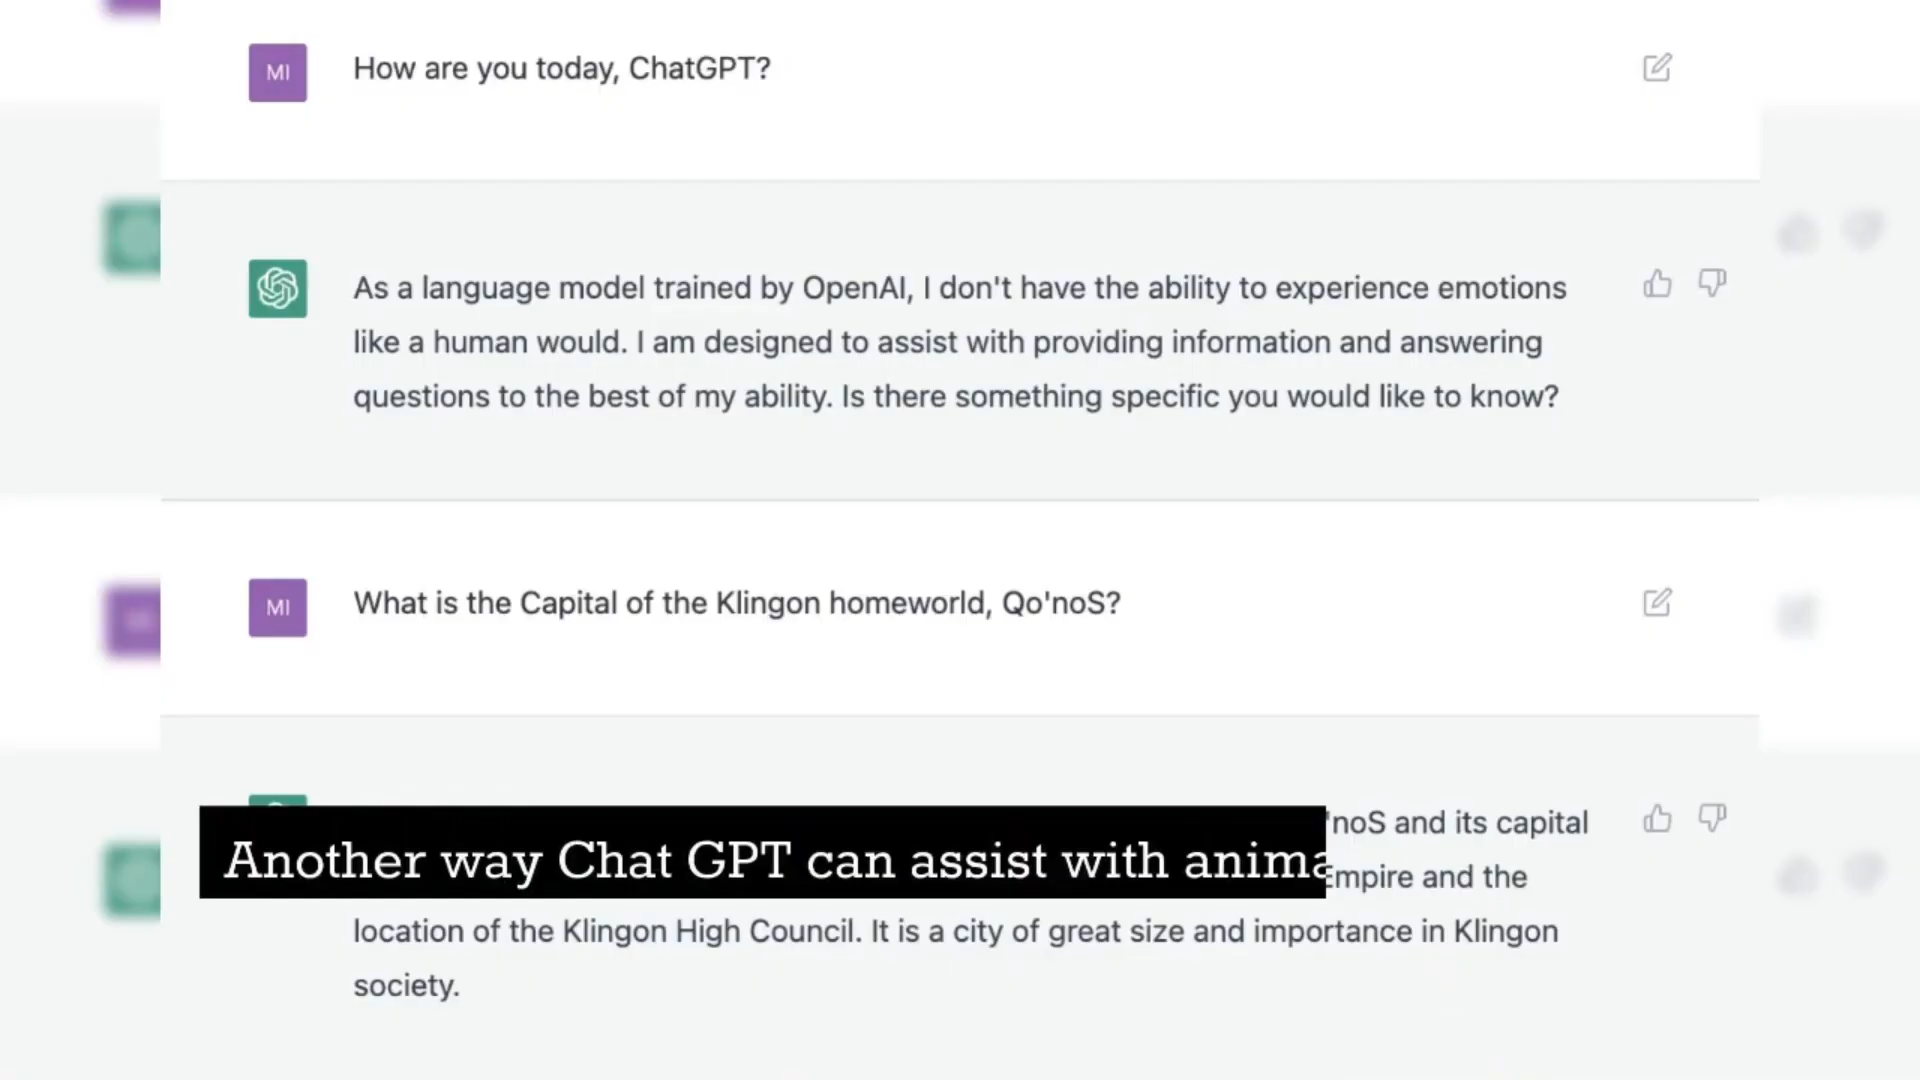 MI
How are you today, ChatGPT?
As a language model trained by OpenAI, I don't have the ability to experience emotions
like a human would. I am designed to assist with providing information and answering
questions to the best of my ability. Is there something specific you would like to know?
MI
What is the Capital of the Klingon homeworld, Qo'noS?
'noS and its capital
Another way Chat GPT can assist with anima
Empire and the
location of the Klingon High Council. It is a city of great size and importance in Klingon
society.